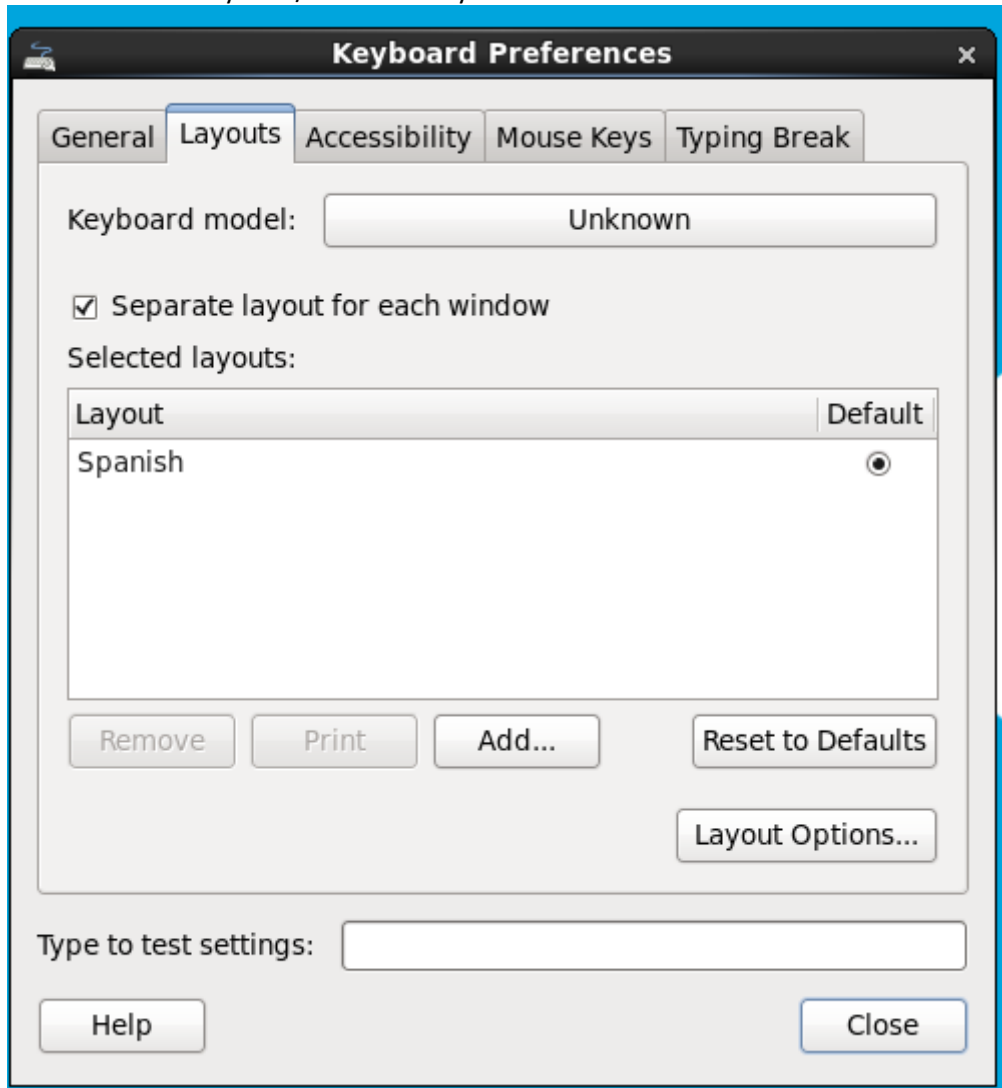 Keyboard Preferences
General Layouts Accessibility Mouse Keys Typing Break
Keyboard model: Unknown
Separate layout for each window
Selected layouts:
Layout Default
Spanish
Remove Print Add... Reset to Defaults
Layout Options...
Type to test settings:
Help Close